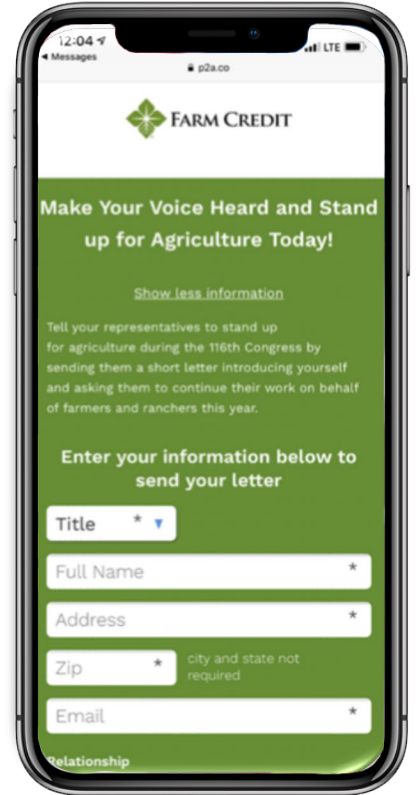 12:04
LTE
Messages
p2a.co
FARM CREDIT
Make Your Voice Heard and Stand
up for Agriculture Today!
Show less information
Tell your representatives to stand up
for agriculture during the 116th Congress by
sending them a short letter introducing yourself
and asking them to continue their work on behalf
of farmers and ranchers this year.
Enter your information below to
send your letter
Title *
Full Name *
Address *
Zip *
city and state not
required
Email *
Relationship